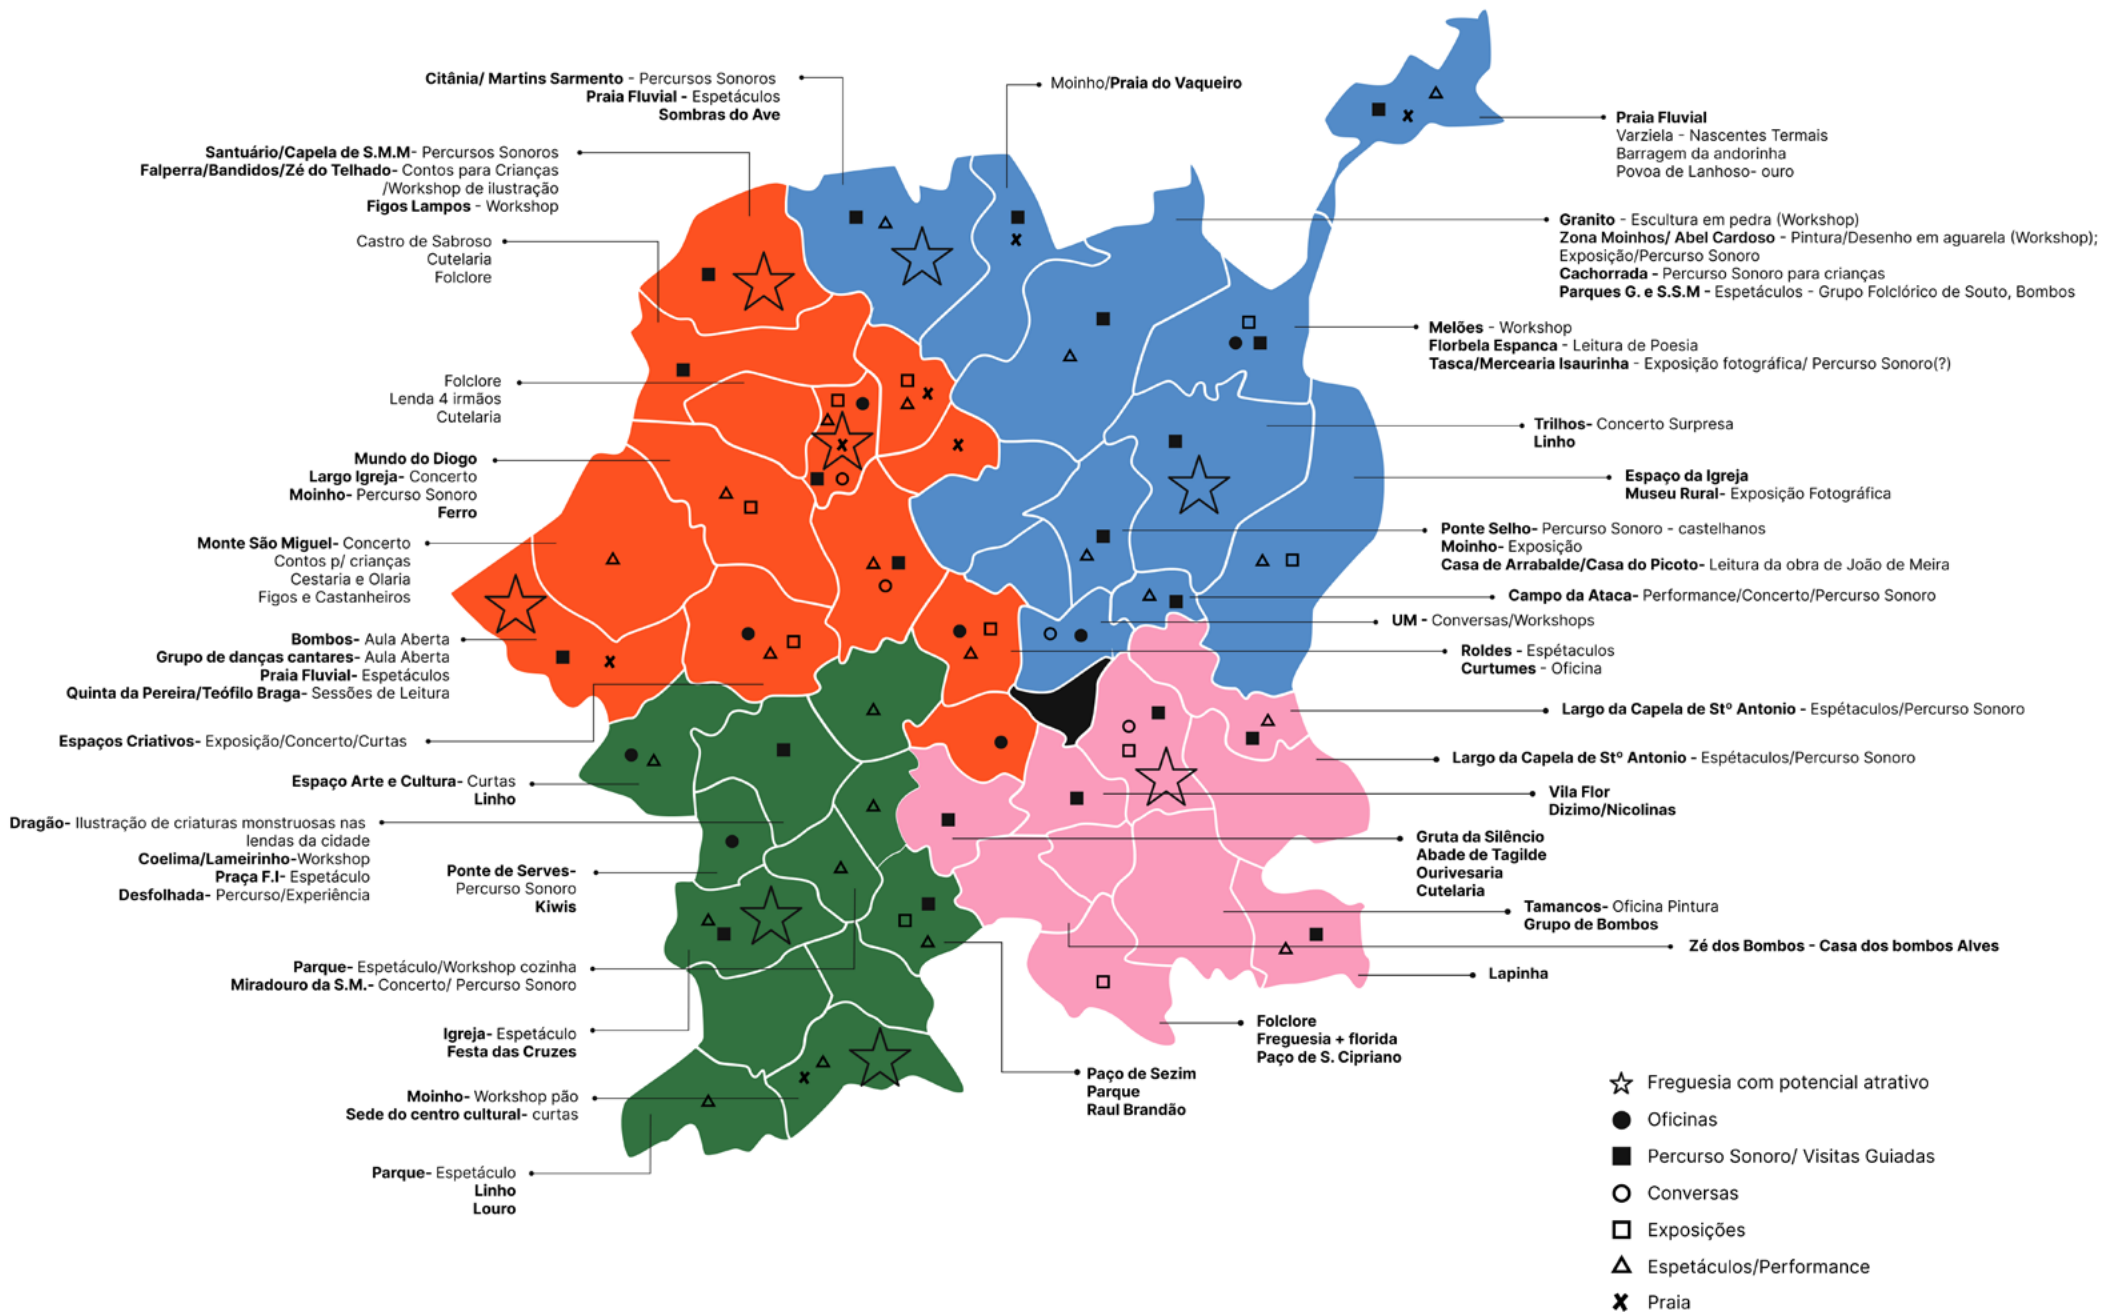 Citânia/ Martins Sarmento - Percursos Sonoros
Praia Fluvial - Espetáculos
Sombras do Ave
Santuário/Capela de S.M.M- Percursos Sonoros
Falperra/Bandidos/Zé do Telhado- Contos para Crianças
/Workshop de ilustração
Figos Lampos - Workshop
Castro de Sabroso
Cutelaria
Folclore
Folclore
Lenda 4 irmãos
Cutelaria
Mundo do Diogo
Largo Igreja- Concerto
Moinho- Percurso Sonoro
Ferro
Monte São Miguel- Concerto
Contos p/ crianças
Cestaria e Olaria
Figos e Castanheiros
Bombos- Aula Aberta
Grupo de danças cantares- Aula Aberta
Praia Fluvial- Espetáculos
Quinta da Pereira/Teófilo Braga- Sessões de Leitura
Espaços Criativos- Exposição/Concerto/Curtas
Espaço Arte e Cultura- Curtas
Linho
Dragão- Ilustração de criaturas monstruosas nas
lendas da cidade
Coelima/Lameirinho-Workshop
Praça F.I- Espetáculo
Desfolhada- Percurso/Experiência
Ponte de Serves-
Percurso Sonoro
Kiwis
Parque- Espetáculo/Workshop cozinha
Miradouro da S.M.- Concerto/ Percurso Sonoro
Igreja- Espetáculo
Festa das Cruzes
Moinho- Workshop pão
Sede do centro cultural- curtas
Parque- Espetáculo
Linho
Louro
Moinho/Praia do Vaqueiro
Praia Fluvial
Varziela - Nascentes Termais
Barragem da andorinha
Povoa de Lanhoso- ouro
Granito - Escultura em pedra (Workshop)
Zona Moinhos/ Abel Cardoso - Pintura/Desenho em aguarela (Workshop);
Exposição/Percurso Sonoro
Cachorrada - Percurso Sonoro para crianças
Parques G. e S.S.M - Espetáculos - Grupo Folclórico de Souto, Bombos
Melões - Workshop
Florbela Espanca - Leitura de Poesia
Tasca/Mercearia Isaurinha - Exposição fotográfica/ Percurso Sonoro(?)
Trilhos- Concerto Surpresa
Linho
Espaço da Igreja
Museu Rural- Exposição Fotográfica
Ponte Selho- Percurso Sonoro - castelhanos
Moinho- Exposição
Casa de Arrabalde/Casa do Picoto- Leitura da obra de João de Meira
Campo da Ataca- Performance/Concerto/Percurso Sonoro
UM - Conversas/Workshops
Roldes - Espétaculos
Curtumes - Oficina
Largo da Capela de Stº Antonio - Espétaculos/Percurso Sonoro
Largo da Capela de Stº Antonio - Espétaculos/Percurso Sonoro
Vila Flor
Dizimo/Nicolinas
Gruta da Silêncio
Abade de Tagilde
Ourivesaria
Cutelaria
Tamancos- Oficina Pintura
Grupo de Bombos
Zé dos Bombos - Casa dos bombos Alves
Lapinha
Folclore
Freguesia + florida
Paço de S. Cipriano
Paço de Sezim
Parque
Raul Brandão
Freguesia com potencial atrativo
Oficinas
Percurso Sonoro/ Visitas Guiadas
Conversas
Exposições
Espetáculos/Performance
Praia